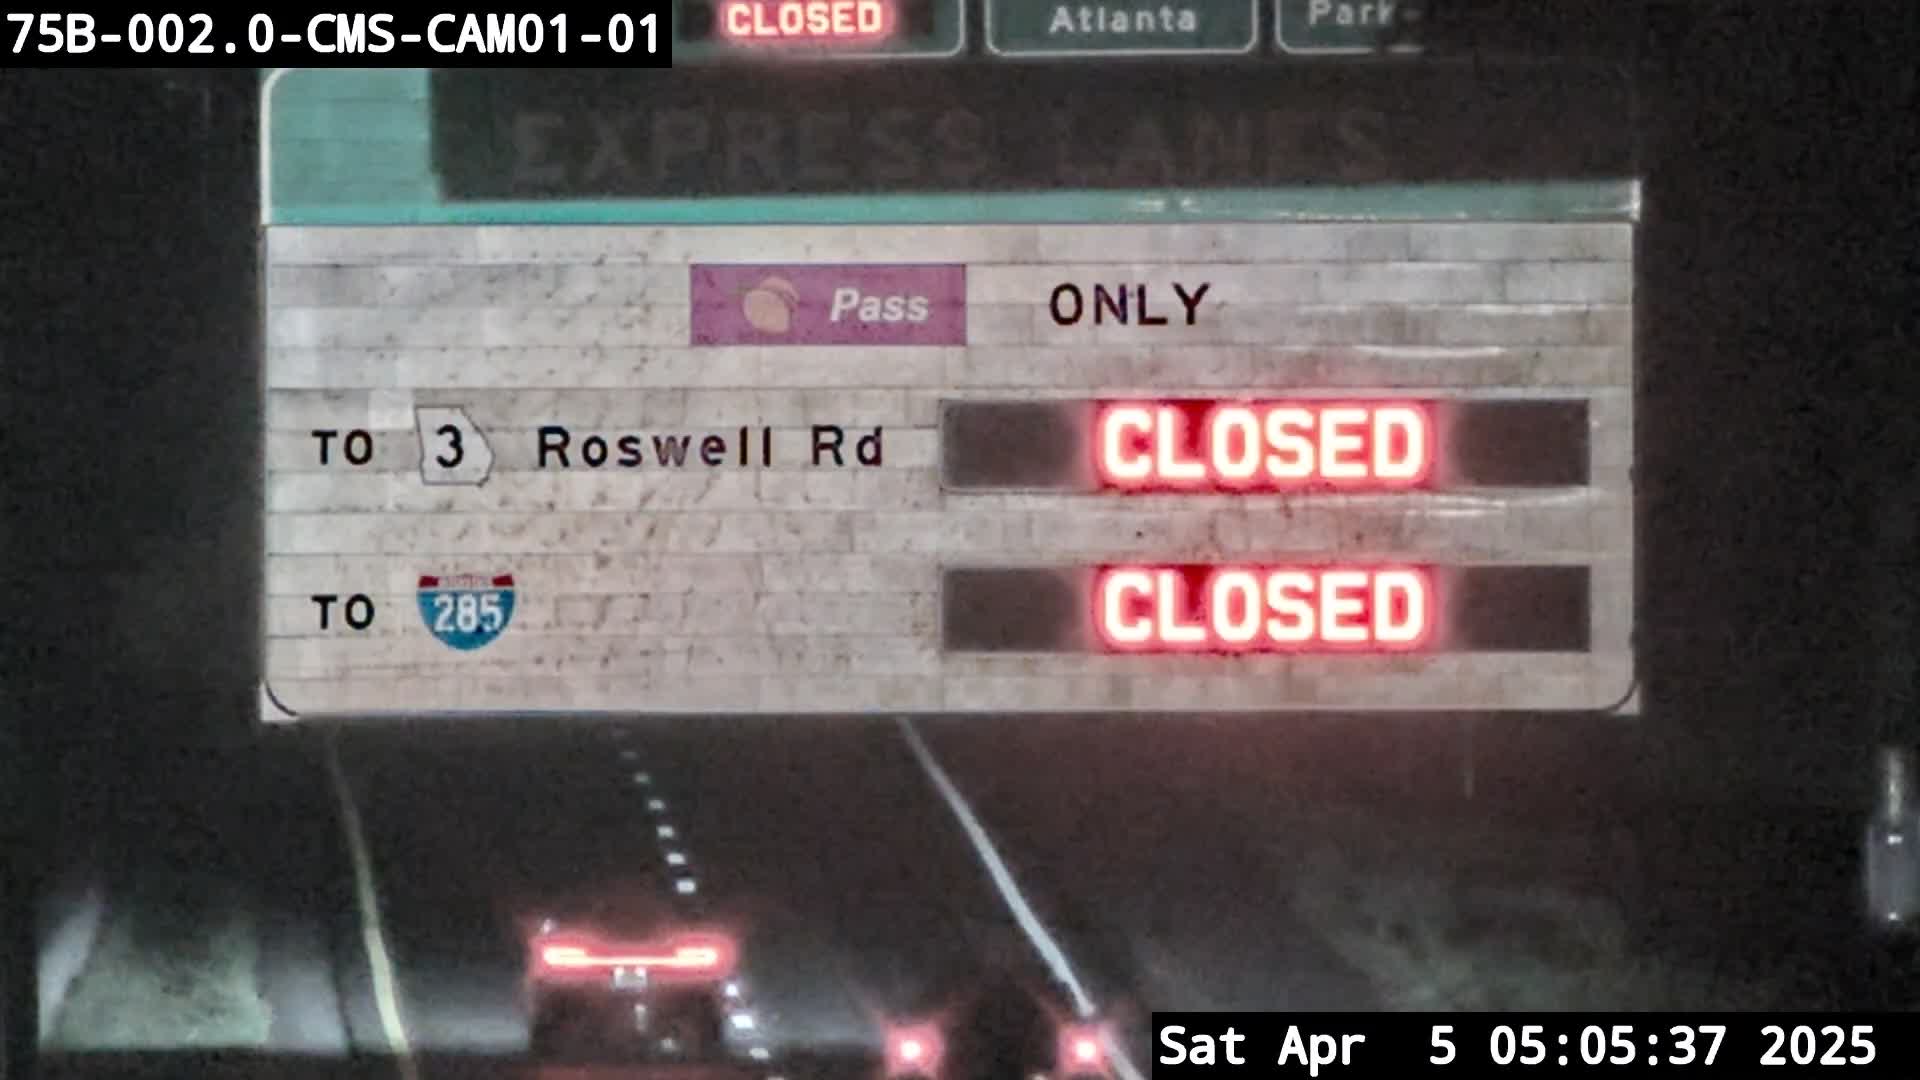 75B-002.0-CMS-CAM01-01
CLOSED
Atlanta
Park
EXPRESS LANES
Pass ONLY
TO 3 Roswell Rd CLOSED
TO 285 CLOSED
Sat Apr 5 05:05:37 2025